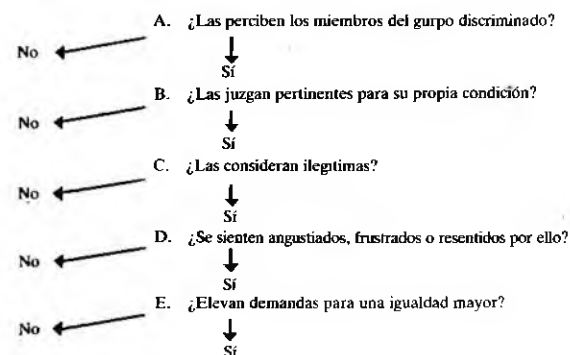 A. ¿Las perciben los miembros del gurpo discriminado?
No
Sí
B. ¿Las juzgan pertinentes para su propia condición?
No
Sí
C. ¿Las consideran ilegítimas?
No
Sí
D. ¿Se sienten angustiados, frustrados o resentidos por ello?
No
Sí
E. ¿Elevan demandas para una igualdad mayor?
No
Sí